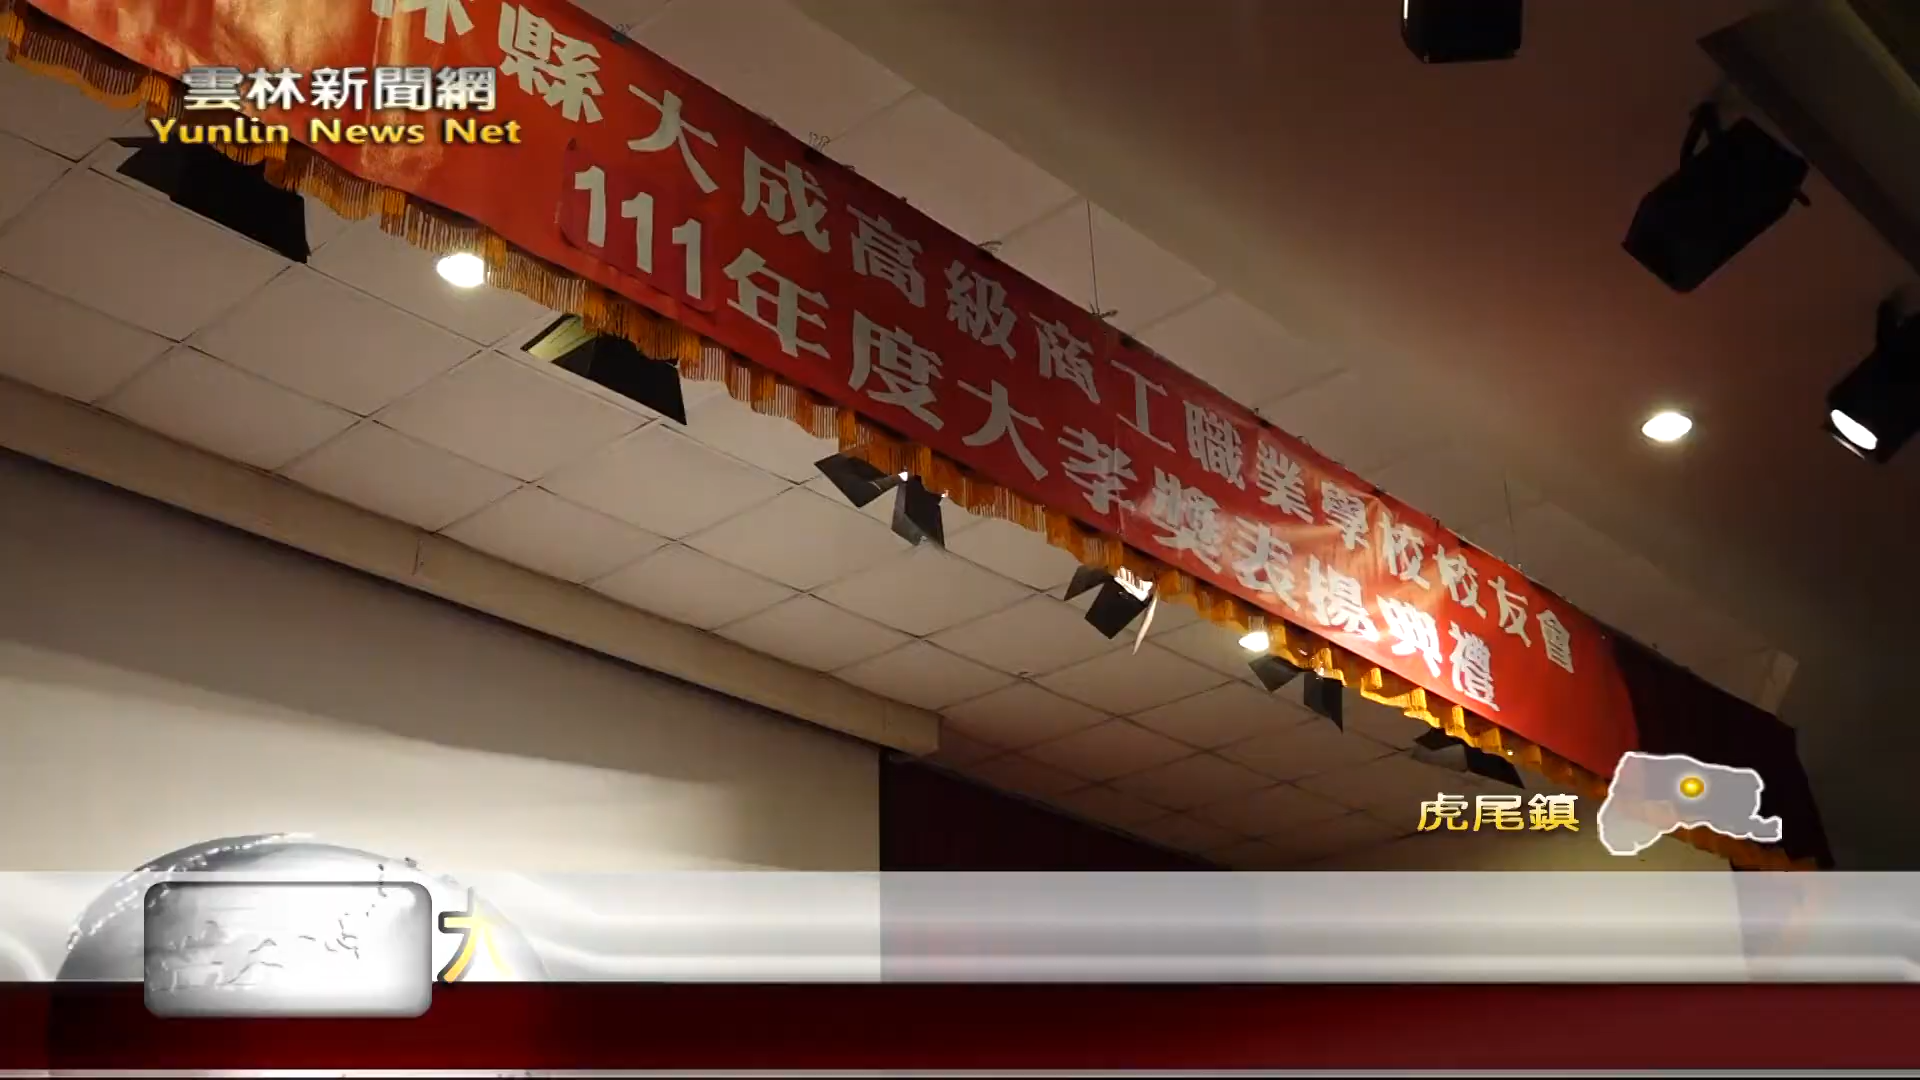 雲林新聞網
Yunlin News Net
林縣大成高級商工職業學校校友會
111年度大孝獎表揚典禮
虎尾鎮
大